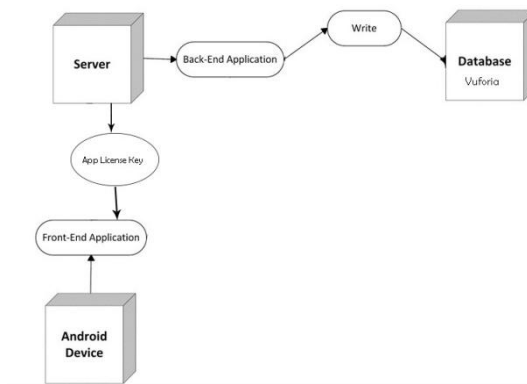 Write
Server
Back-End Application
Database
Vuforia
App License Key
Front-End Application
Android
Device